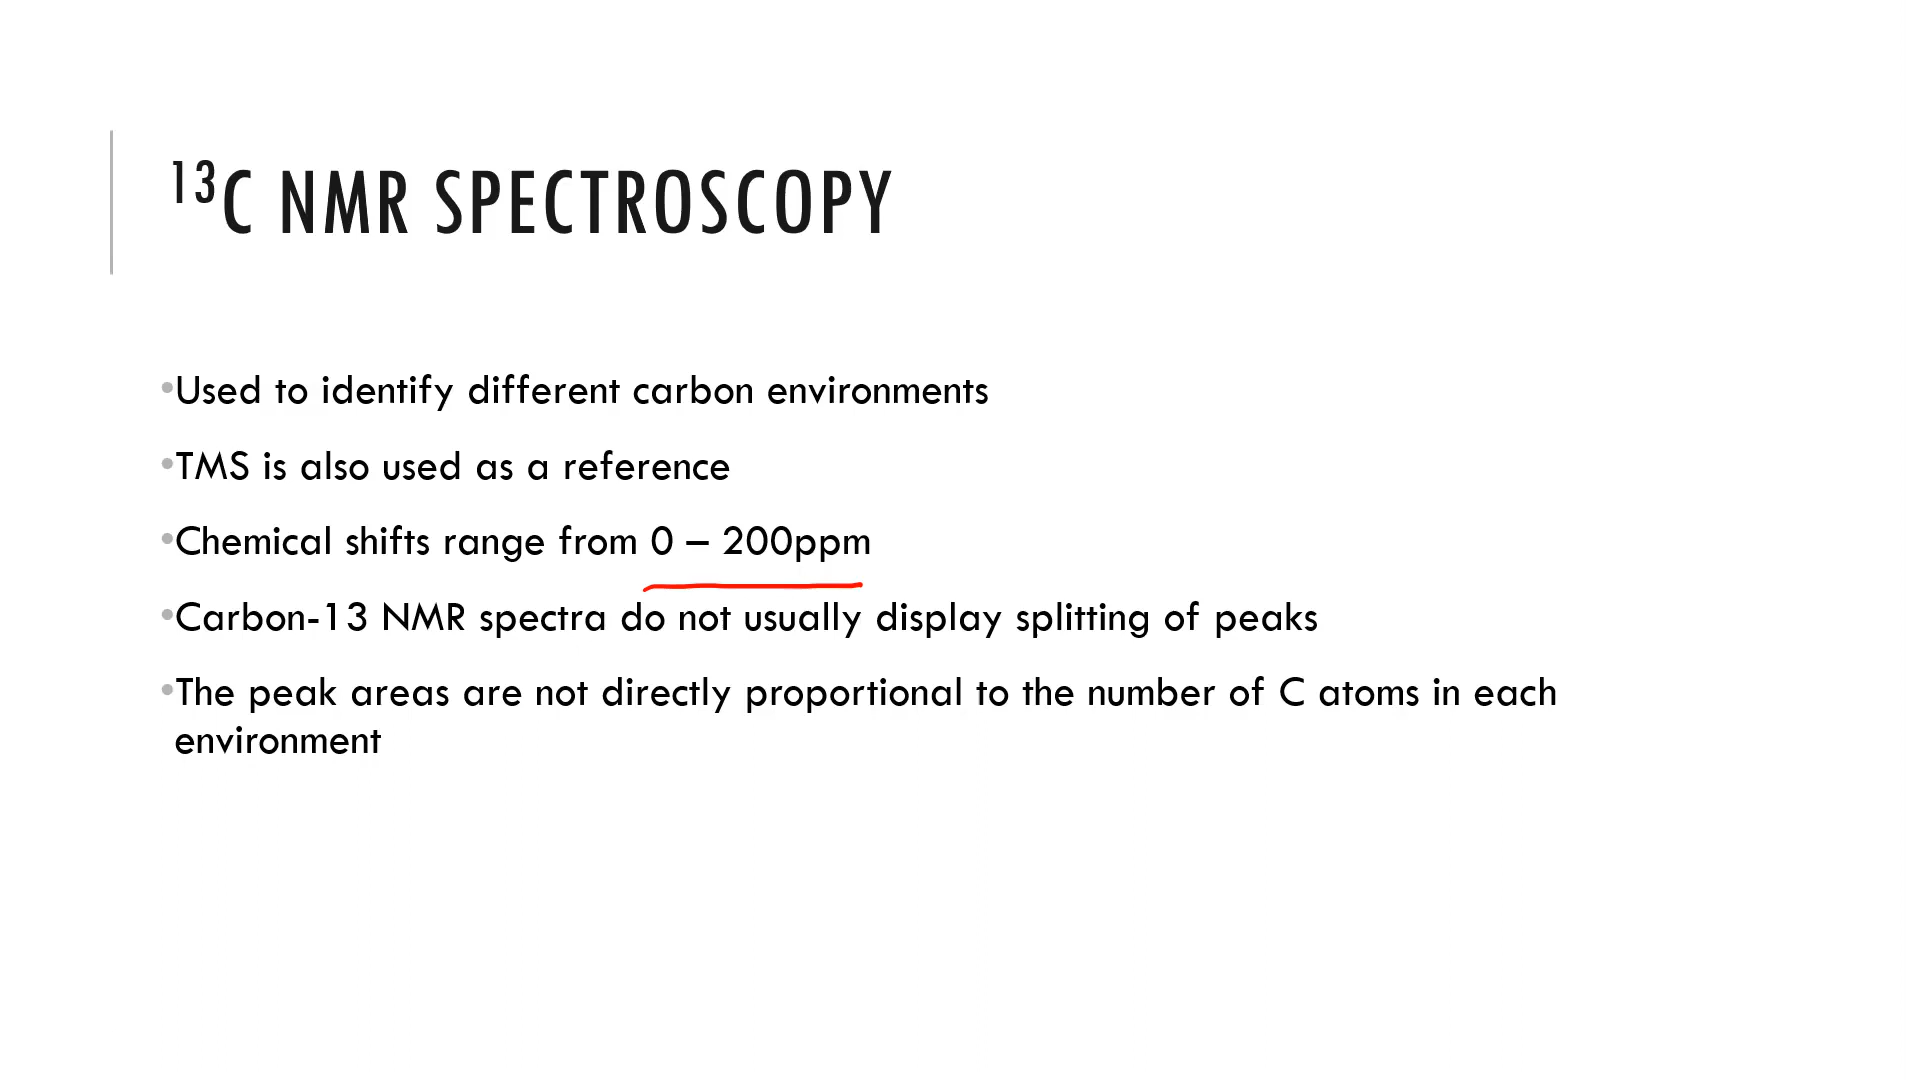 ¹³C NMR SPECTROSCOPY
•Used to identify different carbon environments
•TMS is also used as a reference
•Chemical shifts range from 0 – 200ppm
•Carbon-13 NMR spectra do not usually display splitting of peaks
•The peak areas are not directly proportional to the number of C atoms in each
environment